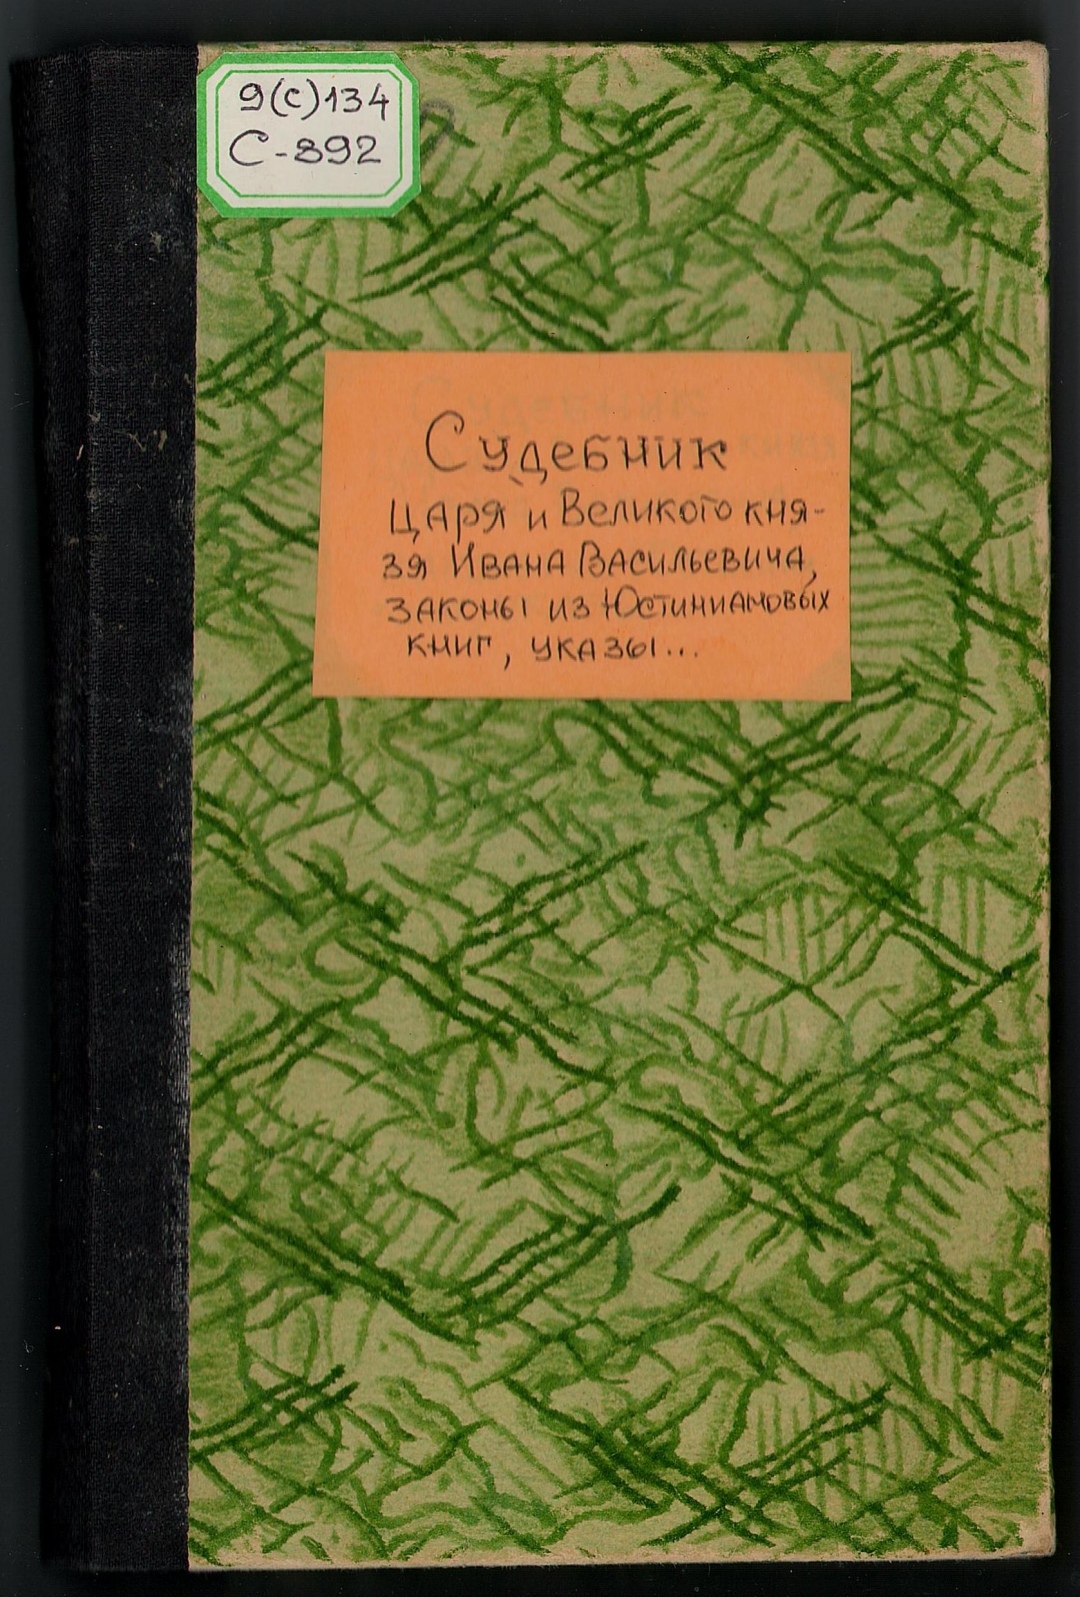 9(с)134
С-892
Судебник
царя и Великого кня-
зя Ивана Васильевича,
законы из Юстиниановых
книг, указы...